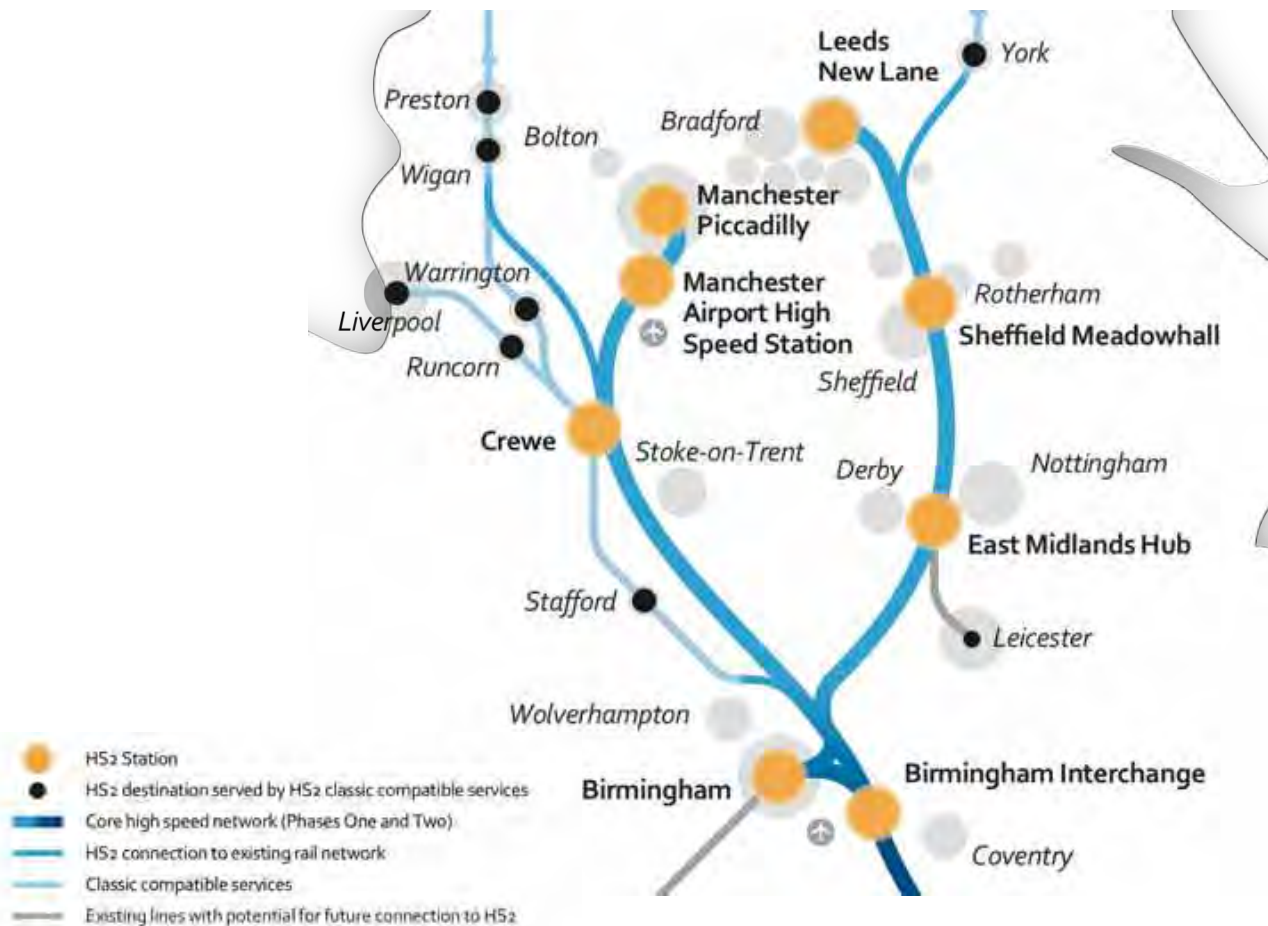 Leeds
New Lane
York
Preston
Bolton
Bradford
Wigan
Manchester
Piccadilly
Warrington
Manchester
Airport High
Speed Station
Rotherham
Liverpool
Sheffield Meadowhall
Runcorn
Sheffield
Crewe
Stoke-on-Trent
Derby
Nottingham
East Midlands Hub
Stafford
Leicester
Wolverhampton
Birmingham
Birmingham Interchange
Coventry
HS2 Station
HS2 destination served by HS2 classic compatible services
Core high speed network (Phases One and Two)
HS2 connection to existing rail network
Classic compatible services
Existing lines with potential for future connection to HS2